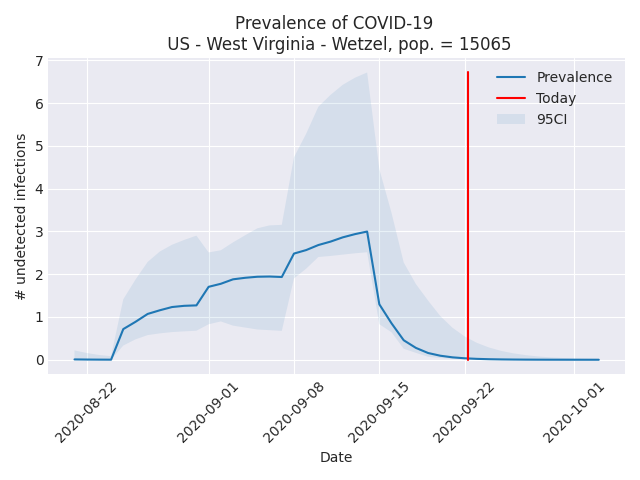 Prevalence of COVID-19
US - West Virginia - Wetzel, pop. = 15065
7
6
5
4
3
2
1
0
# undetected infections
Prevalence
Today
95CI
2020-08-22
2020-09-01
2020-09-08
2020-09-15
2020-09-22
2020-10-01
Date